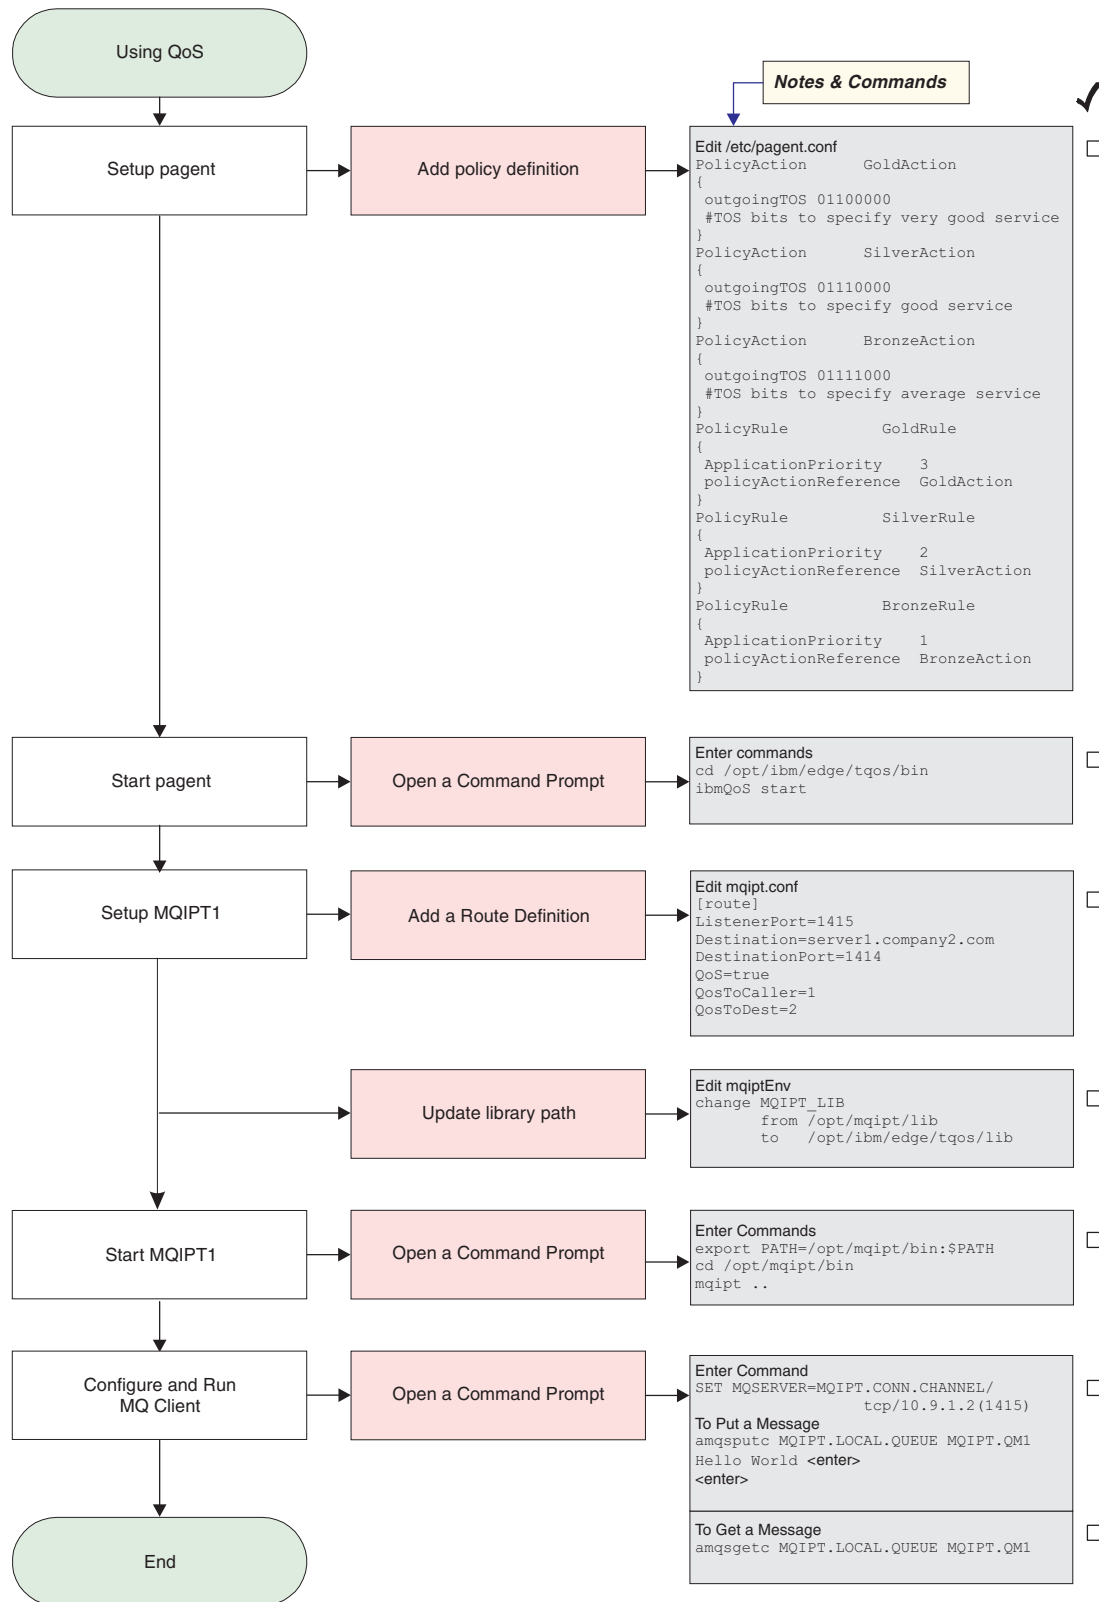 Using QoS
Notes & Commands
Setup pagent
Add policy definition
Edit /etc/pagent.conf
PolicyAction      GoldAction
{
 outgoingTOS 01100000
 #TOS bits to specify very good service
}
PolicyAction      SilverAction
{
 outgoingTOS 01110000
 #TOS bits to specify good service
}
PolicyAction      BronzeAction
{
 outgoingTOS 01111000
 #TOS bits to specify average service
}
PolicyRule          GoldRule
{
 ApplicationPriority    3
 policyActionReference  GoldAction
}
PolicyRule          SilverRule
{
 ApplicationPriority    2
 policyActionReference  SilverAction
}
PolicyRule          BronzeRule
{
 ApplicationPriority    1
 policyActionReference  BronzeAction
}
Start pagent
Open a Command Prompt
Enter commands
cd /opt/ibm/edge/tqos/bin
ibmQoS start
Setup MQIPT1
Add a Route Definition
Edit mqipt.conf
[route]
ListenerPort=1415
Destination=server1.company2.com
DestinationPort=1414
QoS=true
QosToCaller=1
QosToDest=2
Update library path
Edit mqiptEnv
change MQIPT_LIB
       from /opt/mqipt/lib
       to   /opt/ibm/edge/tqos/lib
Start MQIPT1
Open a Command Prompt
Enter Commands
export PATH=/opt/mqipt/bin:$PATH
cd /opt/mqipt/bin
mqipt ..
Configure and Run
MQ Client
Open a Command Prompt
Enter Command
SET MQSERVER=MQIPT.CONN.CHANNEL/
                  tcp/10.9.1.2(1415)
To Put a Message
amqsputc MQIPT.LOCAL.QUEUE MQIPT.QM1
Hello World <enter>
<enter>
To Get a Message
amqsgetc MQIPT.LOCAL.QUEUE MQIPT.QM1
End